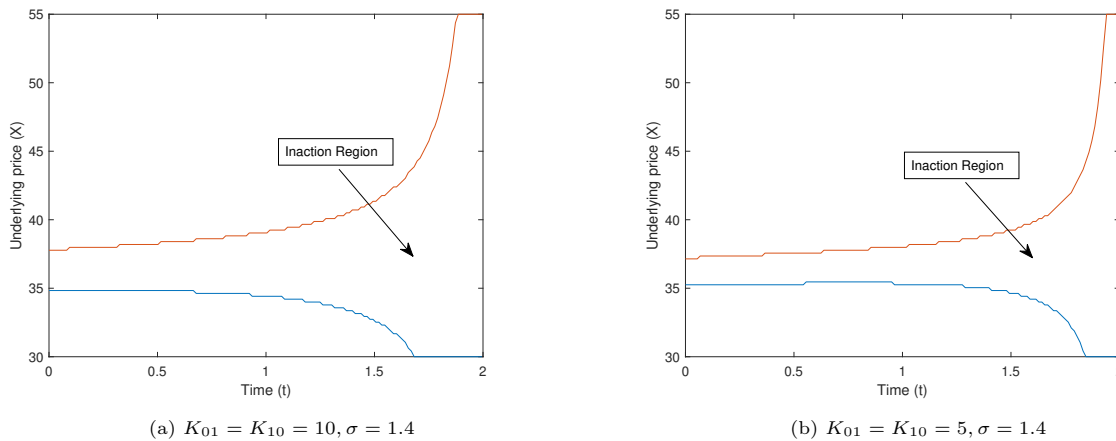 55
50
45
40
35
30
Underlying price (X)
Inaction Region
0
0.5
1
1.5
2
Time (t)
(a) K01 = K10 = 10, σ = 1.4
55
50
45
40
35
30
Underlying price (X)
Inaction Region
0
0.5
1
1.5
Time (t)
(b) K01 = K10 = 5, σ = 1.4